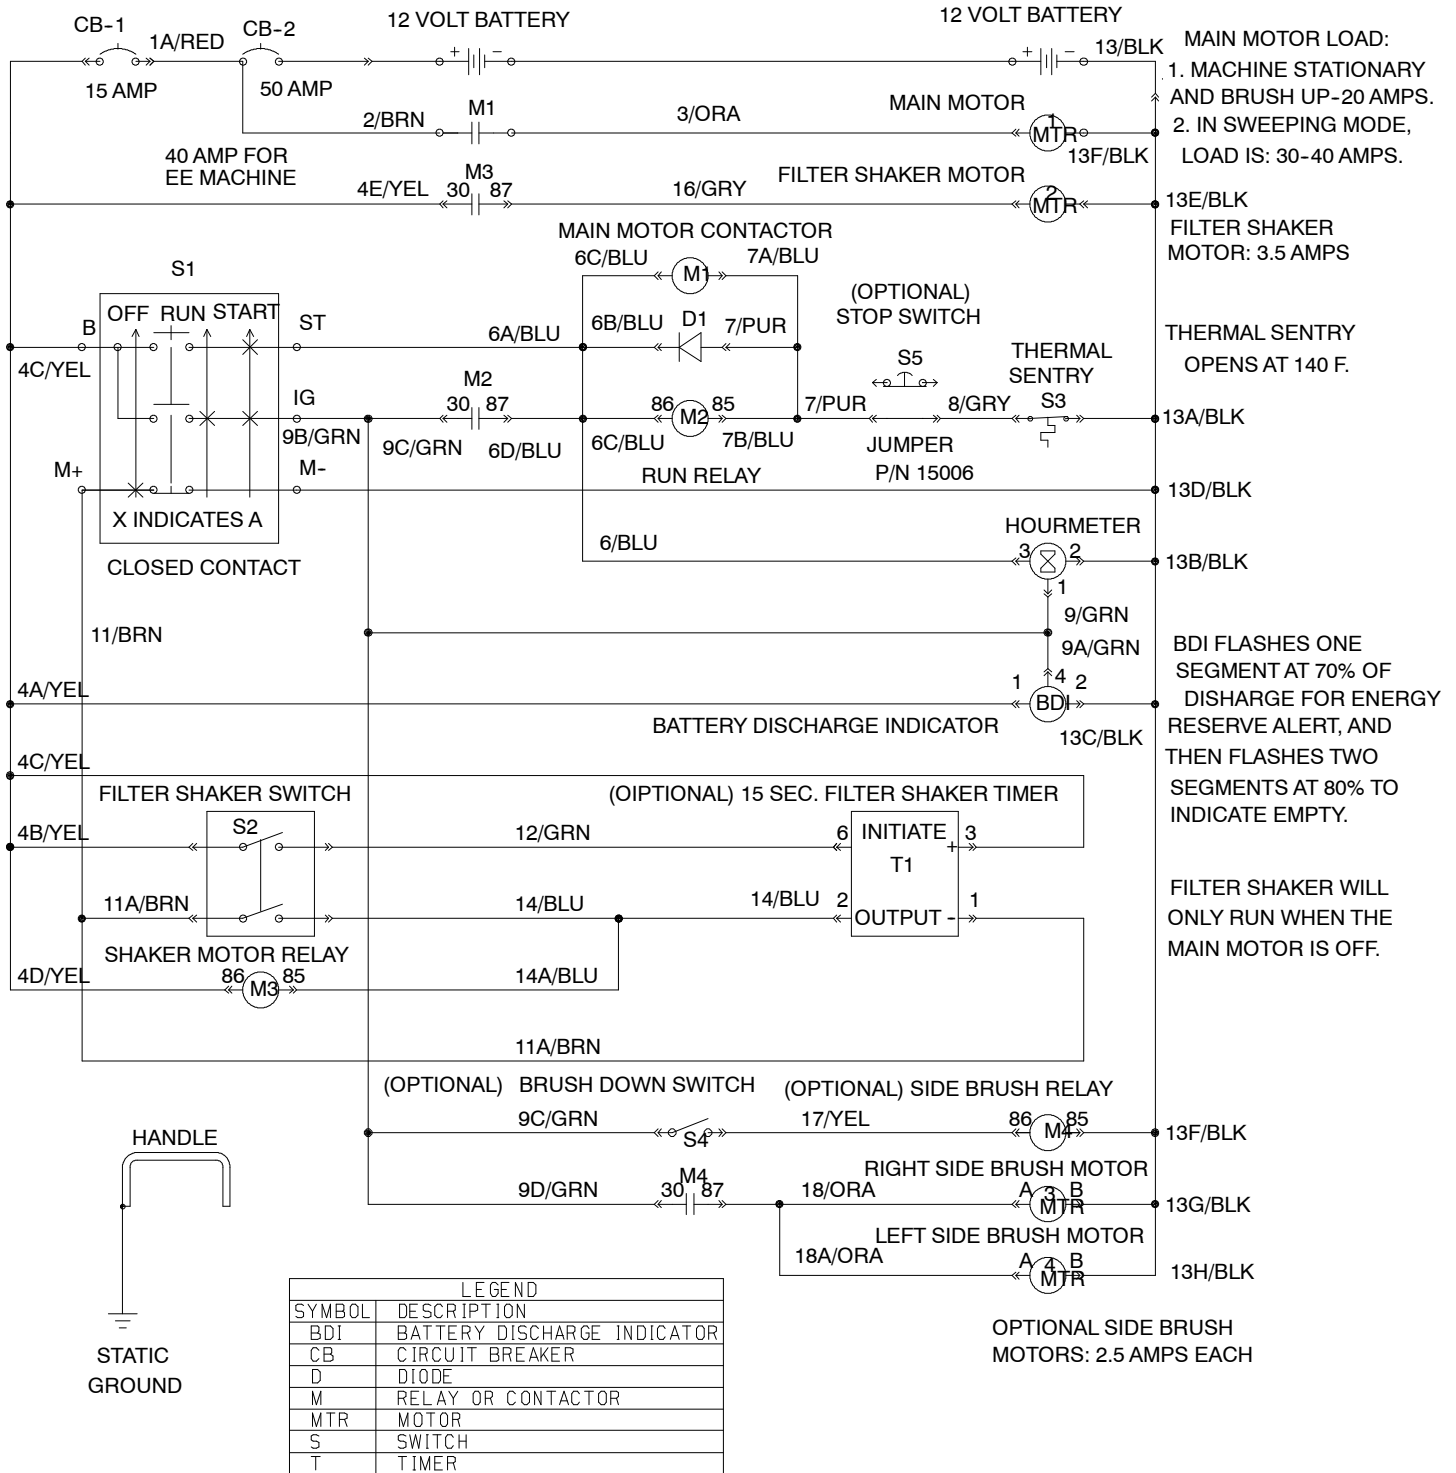 12 VOLT BATTERY
12 VOLT BATTERY
CB-1
1A/RED
CB-2
+ -
+ -
13/BLK
15 AMP
50 AMP
MAIN MOTOR LOAD:
1. MACHINE STATIONARY
AND BRUSH UP-20 AMPS.
2. IN SWEEPING MODE,
LOAD IS: 30-40 AMPS.
2/BRN
M1
3/ORA
MAIN MOTOR
1
MTR
13F/BLK
40 AMP FOR
EE MACHINE
4E/YEL
M3
30 87
16/GRY
FILTER SHAKER MOTOR
2
MTR
13E/BLK
FILTER SHAKER
MOTOR: 3.5 AMPS
MAIN MOTOR CONTACTOR
6C/BLU
M1
7A/BLU
S1
OFF RUN START
B
ST
4C/YEL
6A/BLU
6B/BLU
D1
7/PUR
(OPTIONAL)
STOP SWITCH
S5
THERMAL
SENTRY
S3
THERMAL SENTRY
OPENS AT 140 F.
IG
9B/GRN
9C/GRN
M2
30 87
6D/BLU
86 M2 85
6C/BLU
7B/BLU
7/PUR
8/GRY
13A/BLK
JUMPER
P/N 15006
M+
M-
RUN RELAY
13D/BLK
X INDICATES A
CLOSED CONTACT
6/BLU
HOURMETER
3 2
1
13B/BLK
11/BRN
9/GRN
9A/GRN
4A/YEL
1 4 2
BDI
BATTERY DISCHARGE INDICATOR
13C/BLK
BDI FLASHES ONE
SEGMENT AT 70% OF
DISHARGE FOR ENERGY
RESERVE ALERT, AND
THEN FLASHES TWO
SEGMENTS AT 80% TO
INDICATE EMPTY.
4C/YEL
FILTER SHAKER SWITCH
(OIPTIONAL) 15 SEC. FILTER SHAKER TIMER
4B/YEL
S2
12/GRN
6 INITIATE + 3
T1
11A/BRN
14/BLU
14/BLU
2 OUTPUT - 1
FILTER SHAKER WILL
ONLY RUN WHEN THE
MAIN MOTOR IS OFF.
SHAKER MOTOR RELAY
4D/YEL
86 M3 85
14A/BLU
11A/BRN
(OPTIONAL) BRUSH DOWN SWITCH
(OPTIONAL) SIDE BRUSH RELAY
9C/GRN
S4
17/YEL
86 M4 85
13F/BLK
HANDLE
RIGHT SIDE BRUSH MOTOR
9D/GRN
M4
30 87
18/ORA
A 3 B
MTR
13G/BLK
LEFT SIDE BRUSH MOTOR
18A/ORA
A 4 B
MTR
13H/BLK
STATIC
GROUND
OPTIONAL SIDE BRUSH
MOTORS: 2.5 AMPS EACH
LEGEND
SYMBOL DESCRIPTION
BDI BATTERY DISCHARGE INDICATOR
CB CIRCUIT BREAKER
D DIODE
M RELAY OR CONTACTOR
MTR MOTOR
S SWITCH
T TIMER